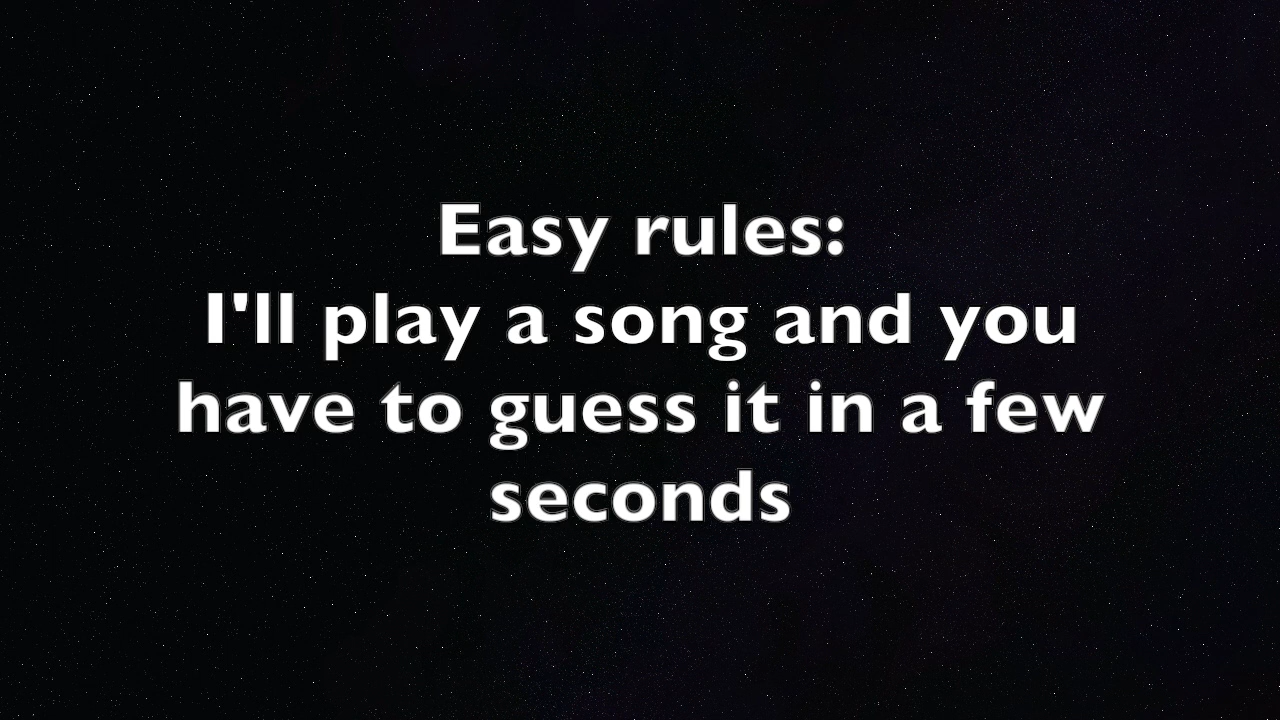 Easy rules:
I'll play a song and you
have to guess it in a few
seconds